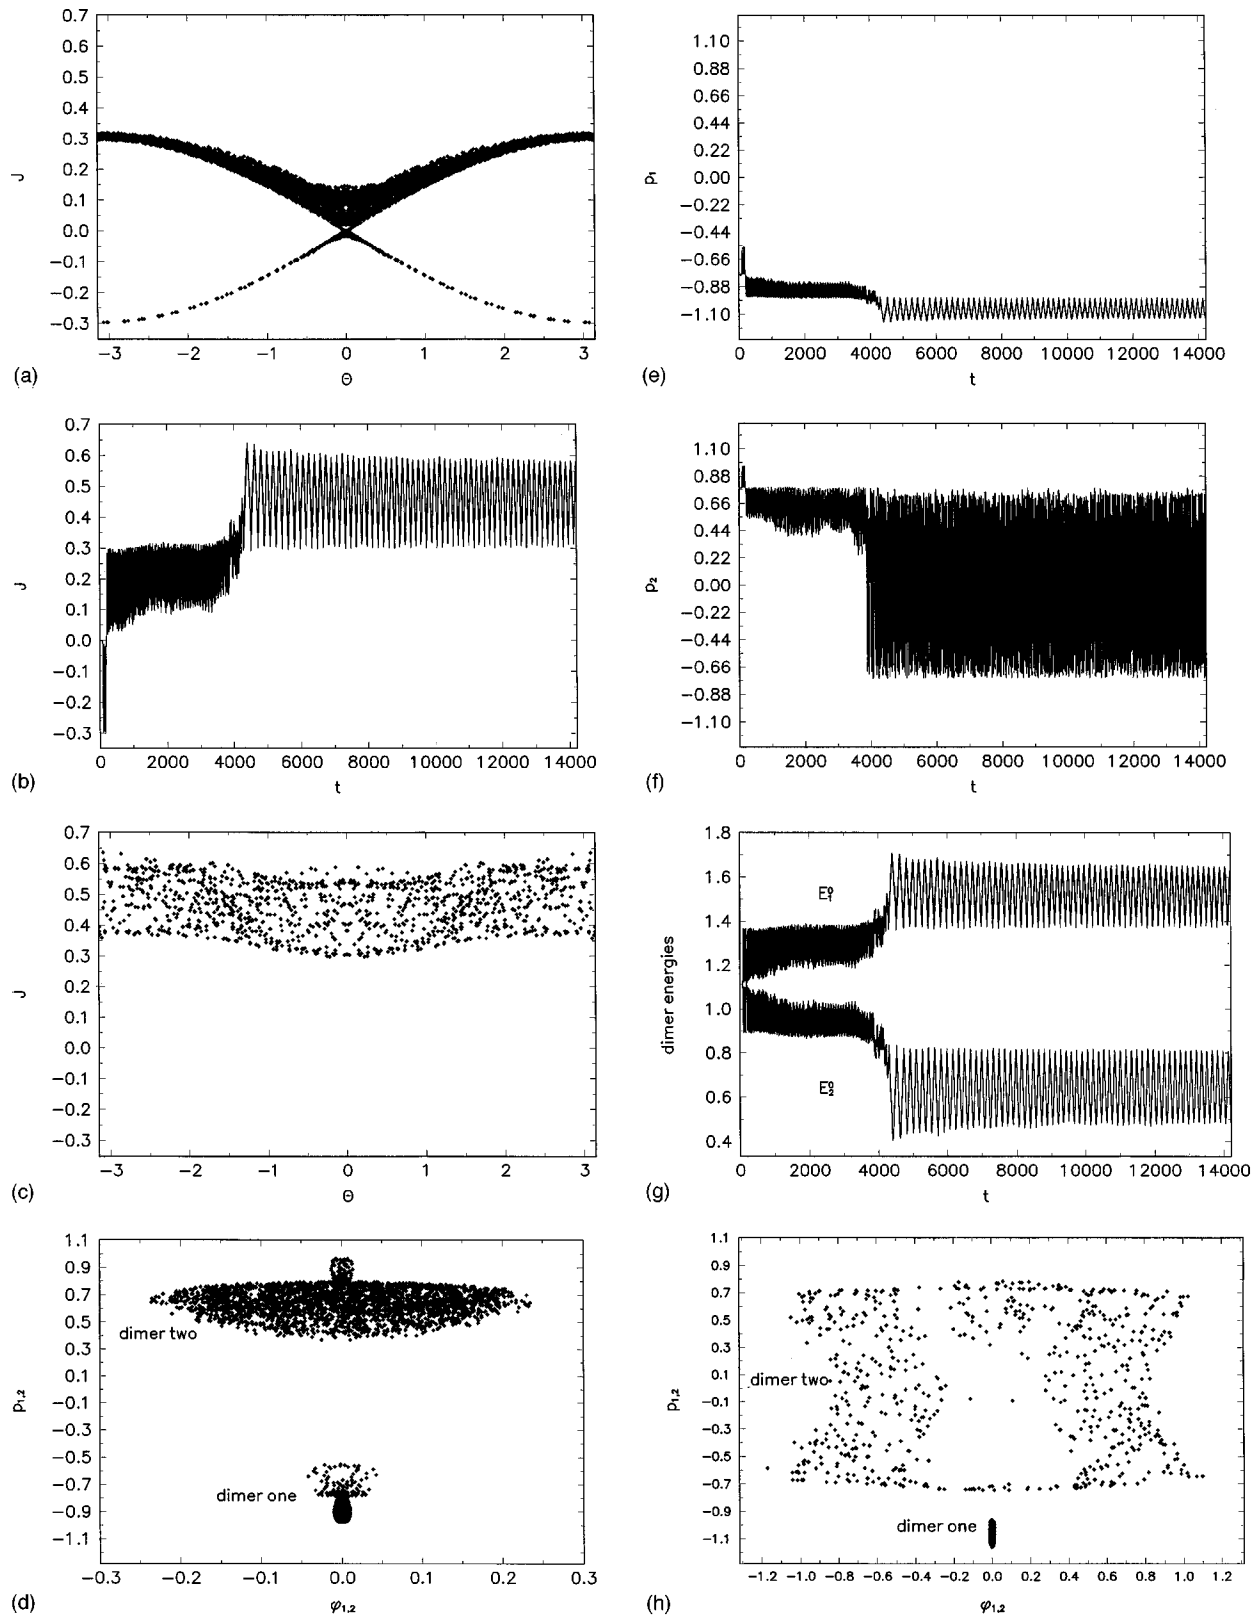 0.7
0.6
0.5
0.4
0.3
0.2
0.1
0.0
−0.1
−0.2
−0.3
J
−3 −2 −1 0 1 2 3
Θ
(a)
1.10
0.88
0.66
0.44
0.22
0.00
−0.22
−0.44
−0.66
−0.88
−1.10
p₁
0 2000 4000 6000 8000 10000 12000 14000
t
(e)
0.7
0.6
0.5
0.4
0.3
0.2
0.1
0.0
−0.1
−0.2
−0.3
J
0 2000 4000 6000 8000 10000 12000 14000
t
(b)
1.10
0.88
0.66
0.44
0.22
0.00
−0.22
−0.44
−0.66
−0.88
−1.10
p₂
0 2000 4000 6000 8000 10000 12000 14000
t
(f)
0.7
0.6
0.5
0.4
0.3
0.2
0.1
0.0
−0.1
−0.2
−0.3
J
−3 −2 −1 0 1 2 3
Θ
(c)
1.8
1.6
1.4
1.2
1.0
0.8
0.6
0.4
dimer energies
E₁⁰
E₂⁰
0 2000 4000 6000 8000 10000 12000 14000
t
(g)
1.1
0.9
0.7
0.5
0.3
0.1
−0.1
−0.3
−0.5
−0.7
−0.9
−1.1
p₁,₂
dimer two
dimer one
−0.3 −0.2 −0.1 0.0 0.1 0.2 0.3
φ₁,₂
(d)
1.1
0.9
0.7
0.5
0.3
0.1
−0.1
−0.3
−0.5
−0.7
−0.9
−1.1
p₁,₂
dimer two
dimer one
−1.2 −1.0 −0.8 −0.6 −0.4 −0.2 0.0 0.2 0.4 0.6 0.8 1.0 1.2
φ₁,₂
(h)